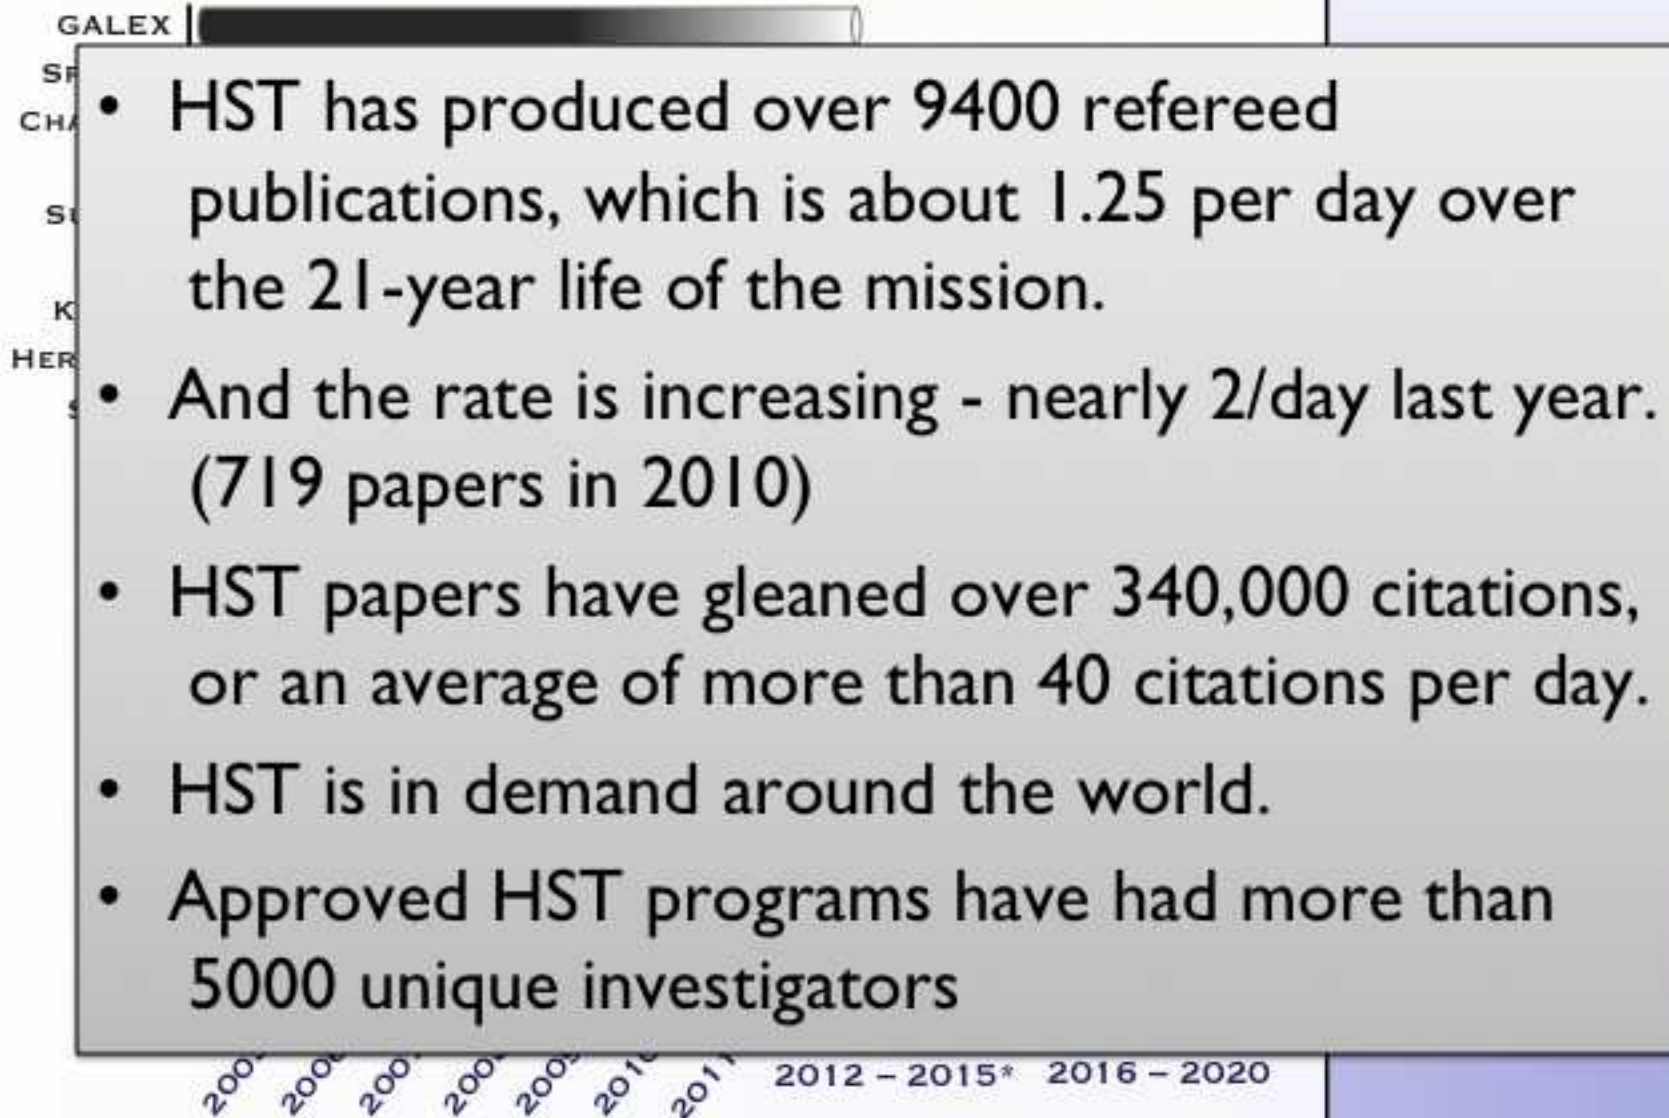 GALEX
• HST has produced over 9400 refereed
publications, which is about 1.25 per day over
the 21-year life of the mission.
• And the rate is increasing - nearly 2/day last year.
(719 papers in 2010)
• HST papers have gleaned over 340,000 citations,
or an average of more than 40 citations per day.
• HST is in demand around the world.
• Approved HST programs have had more than
5000 unique investigators
2010 2011 2012 – 2015* 2016 – 2020